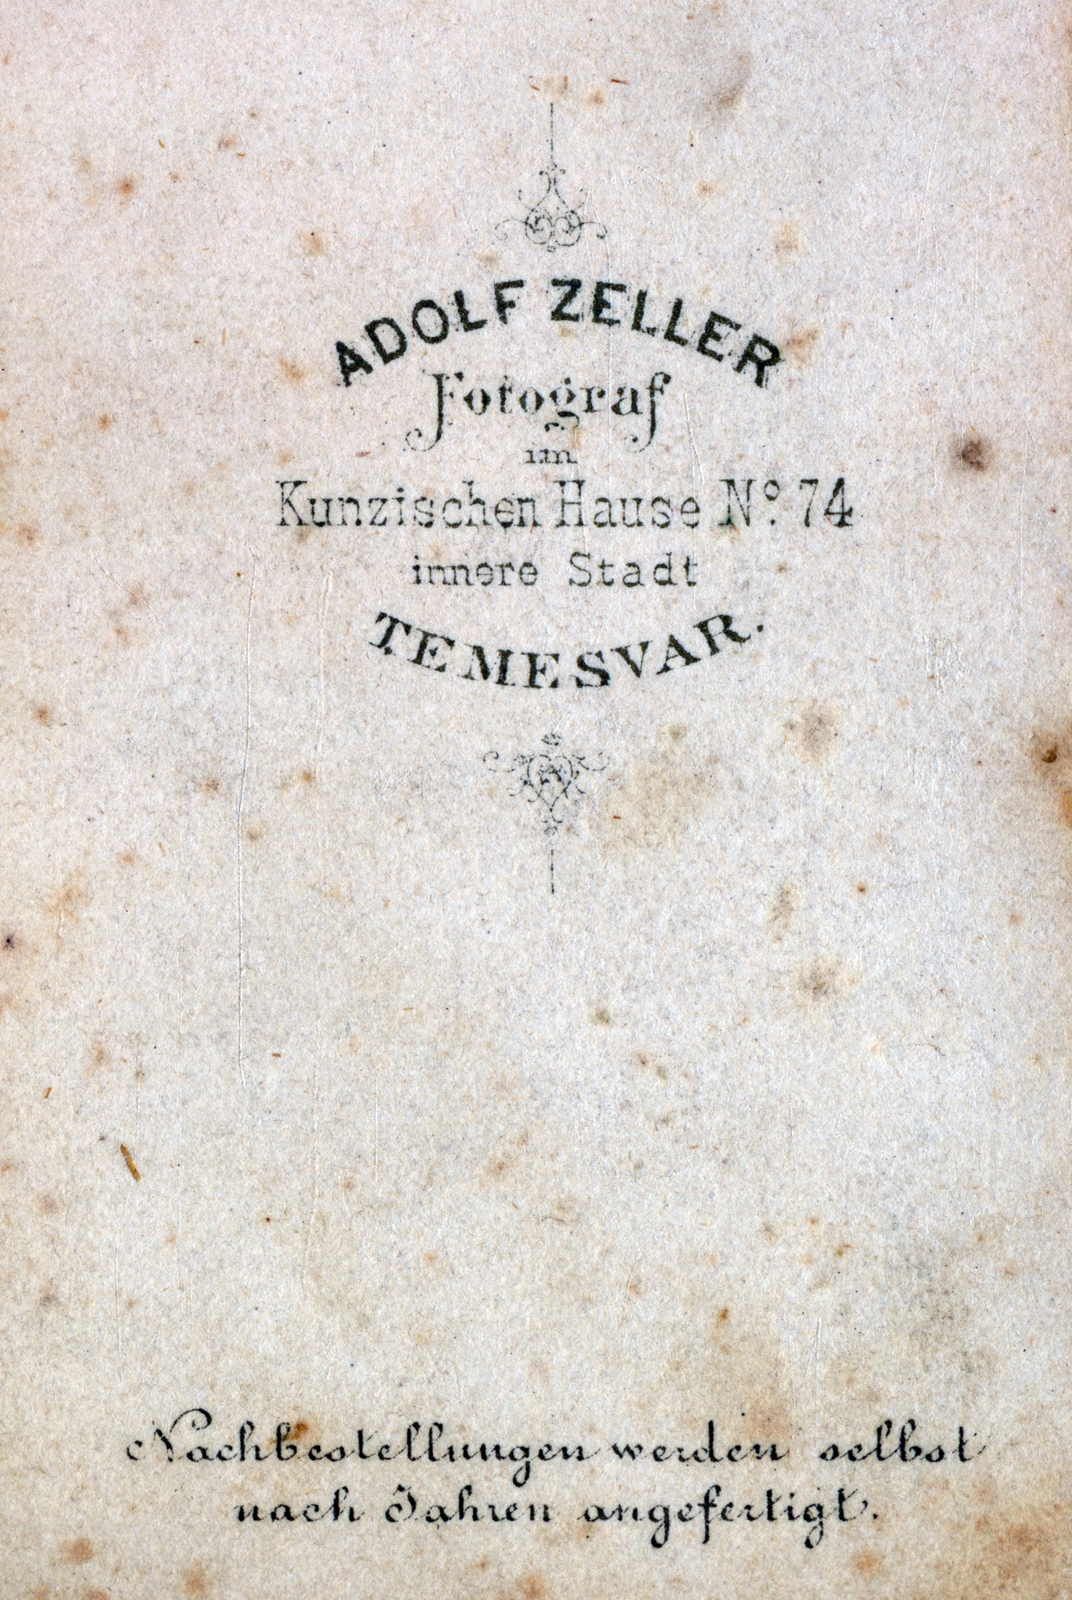 ADOLF ZELLER
Fotograf
im
Kunzischen Hause Nº. 74
innere Stadt
TEMESVAR.
Nachbestellungen werden selbst
nach Jahren angefertigt.